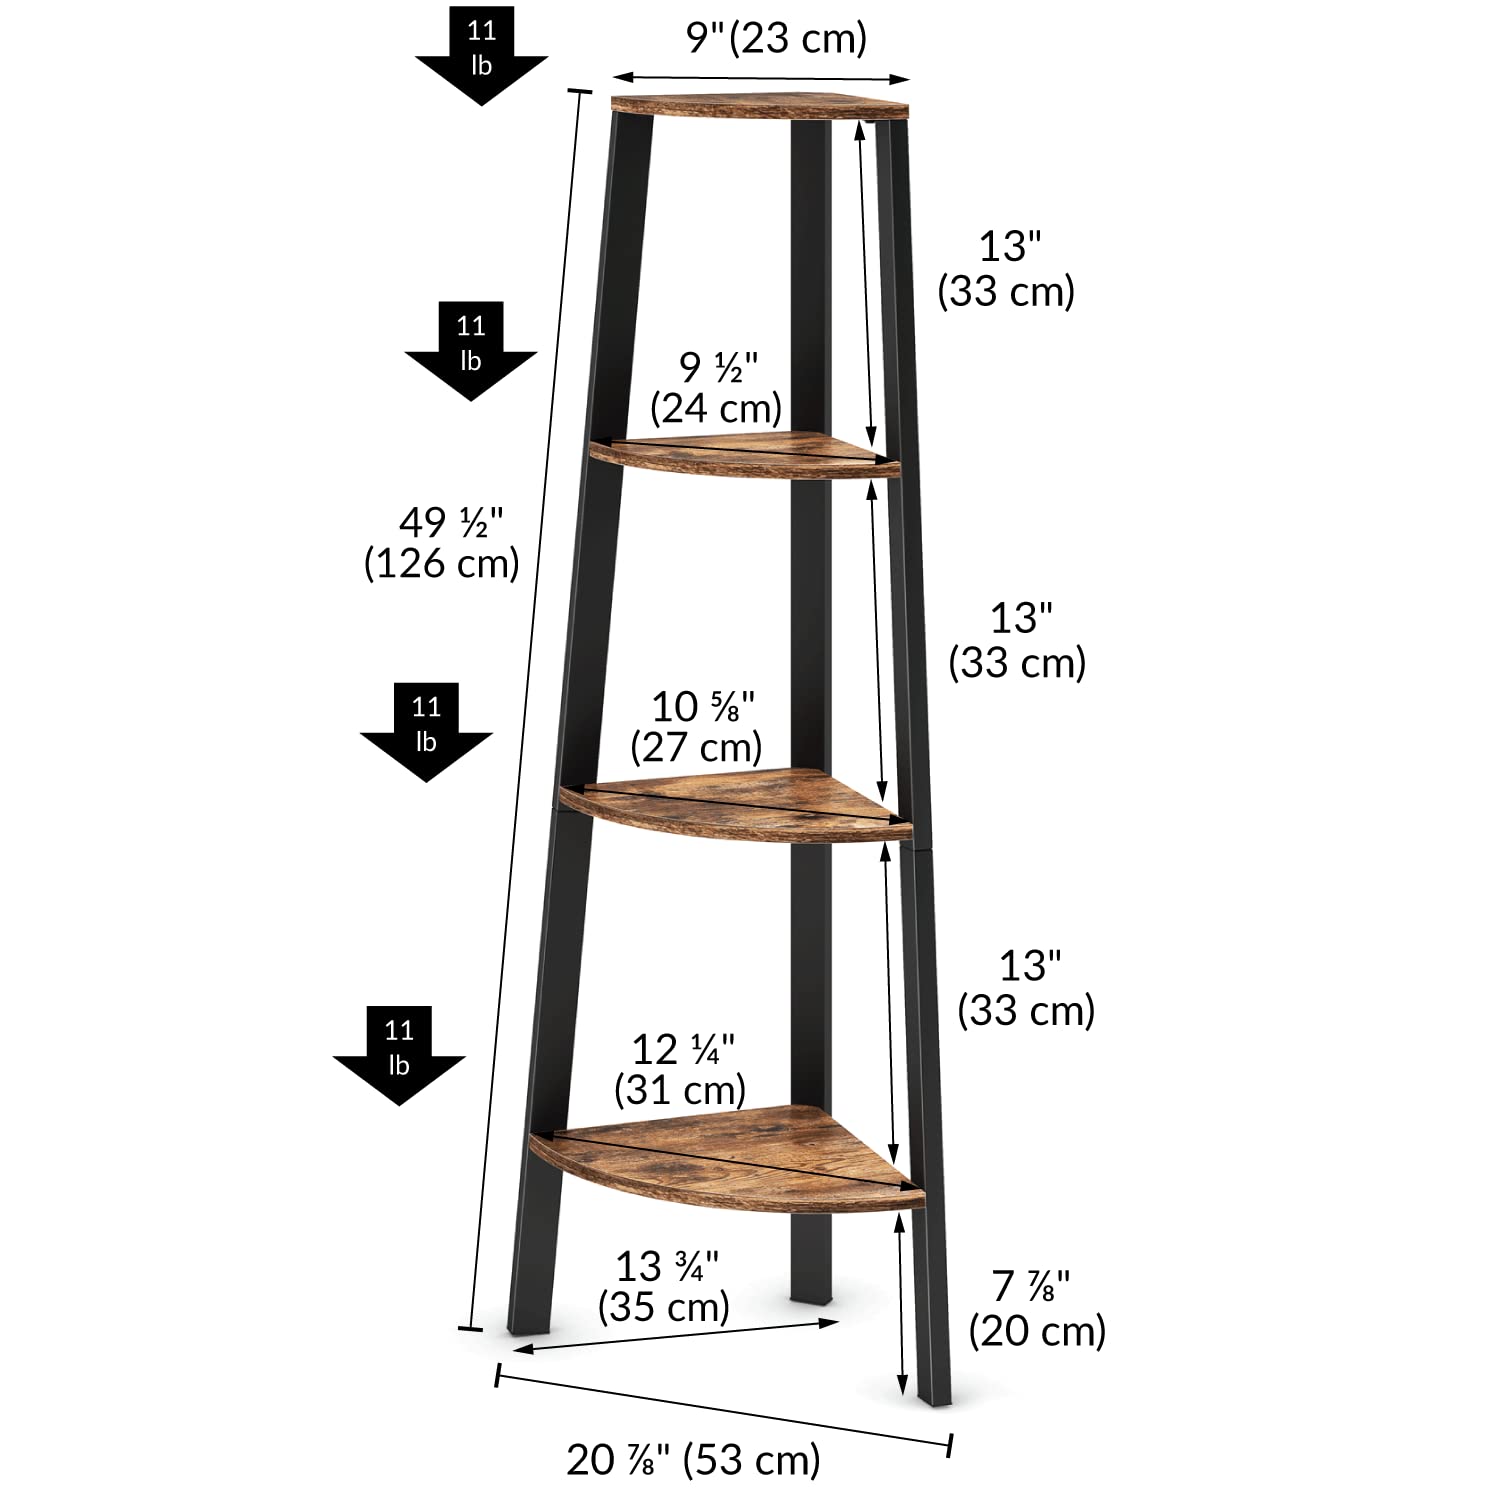 11
lb
9"(23 cm)
13"
(33 cm)
11
lb
9 ½"
(24 cm)
49 ½"
(126 cm)
13"
(33 cm)
11
lb
10 ⅝"
(27 cm)
13"
(33 cm)
11
lb
12 ¼"
(31 cm)
13 ¾"
(35 cm)
7 ⅞"
(20 cm)
20 ⅞" (53 cm)